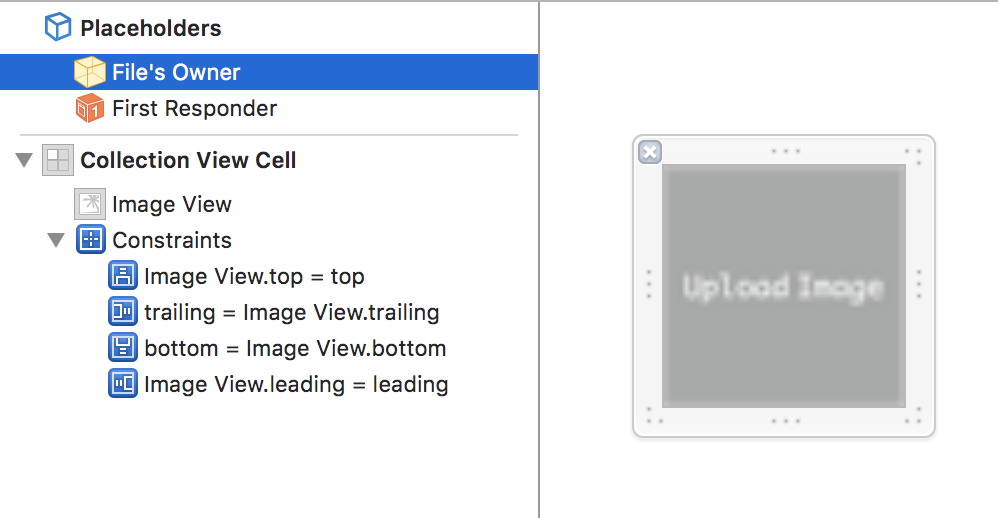 Placeholders
File's Owner
First Responder
Collection View Cell
Image View
Constraints
Image View.top = top
trailing = Image View.trailing
bottom = Image View.bottom
Image View.leading = leading
Upload Image